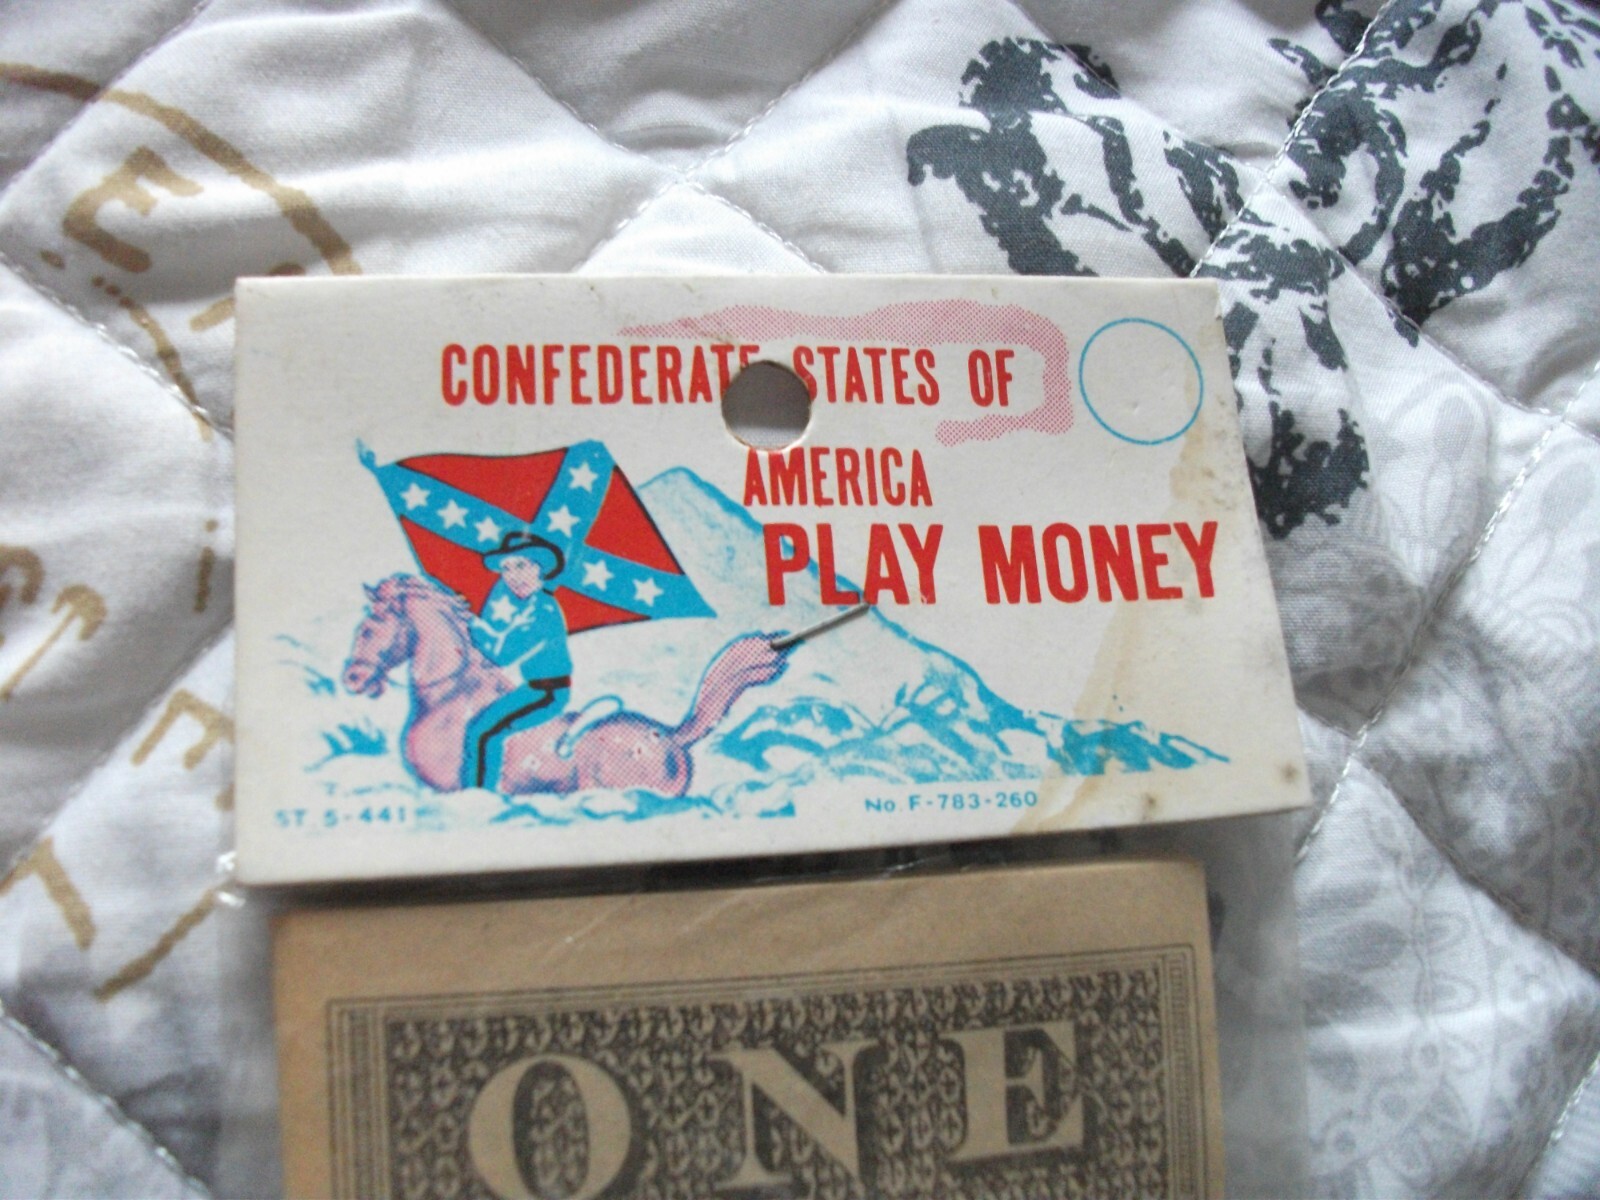 CONFEDERATE STATES OF
AMERICA
PLAY MONEY
ST 5-441
No. F-783-260
ONE